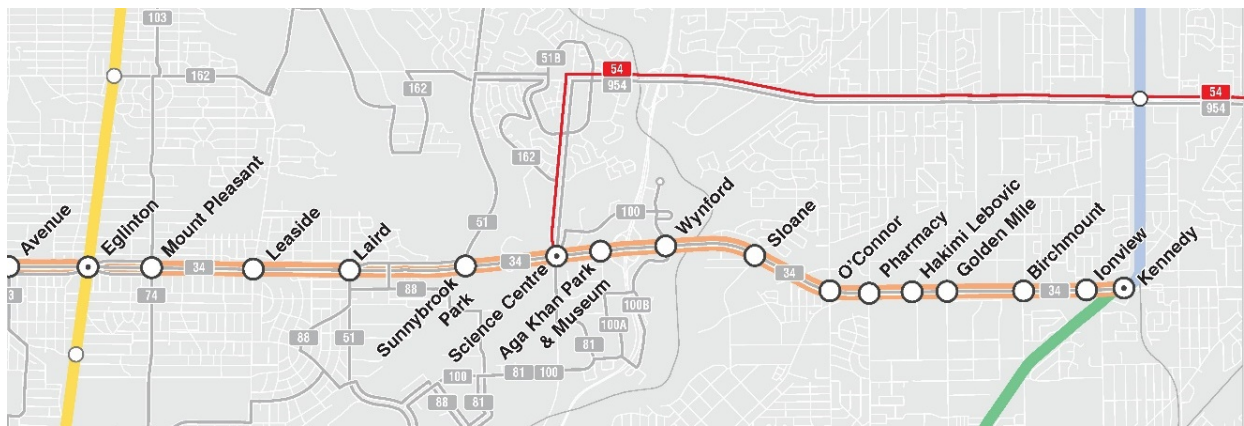 103
162
162
51B
54
954
54
954
162
51
100
Avenue
Eglinton
Mount Pleasant
Leaside
Laird
Sunnybrook
Park
Science Centre
Aga Khan Park
& Museum
Wynford
Sloane
O'Connor
Pharmacy
Hakimi Lebovic
Golden Mile
Birchmount
Ionview
Kennedy
34
34
34
34
3
74
88
51
88
100B
100A
81
100
81
100
88
81